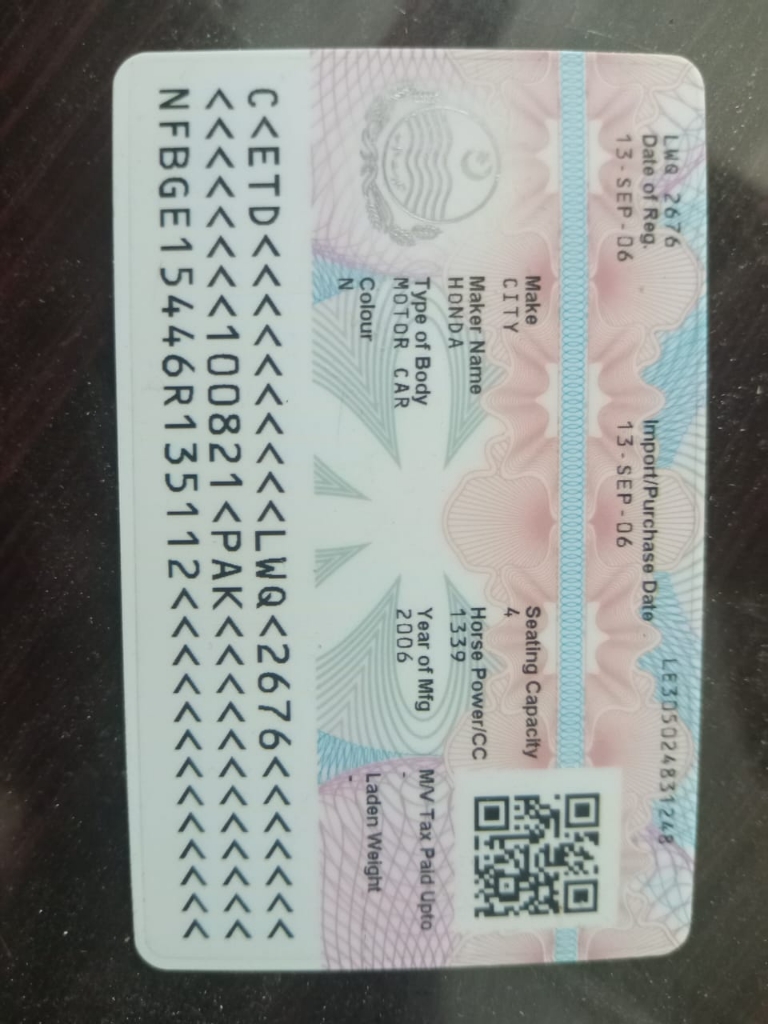 LWQ 2676
LE305024831248
Date of Reg.
Import/Purchase Date
13-SEP-06
13-SEP-06
Make
Seating Capacity
CITY
4
Maker Name
Horse Power/CC
HONDA
1339
Type of Body
Year of Mfg
M/V Tax Paid Upto
MOTOR CAR
2006
-
Colour
Laden Weight
N
-
C<ETD<<<<<<<<<<LWQ<2676<<<<<<<
<<<<<<<<100821<PAK<<<<<<<<<<<<
NFBGE15446R135112<<<<<<<<<<<<<